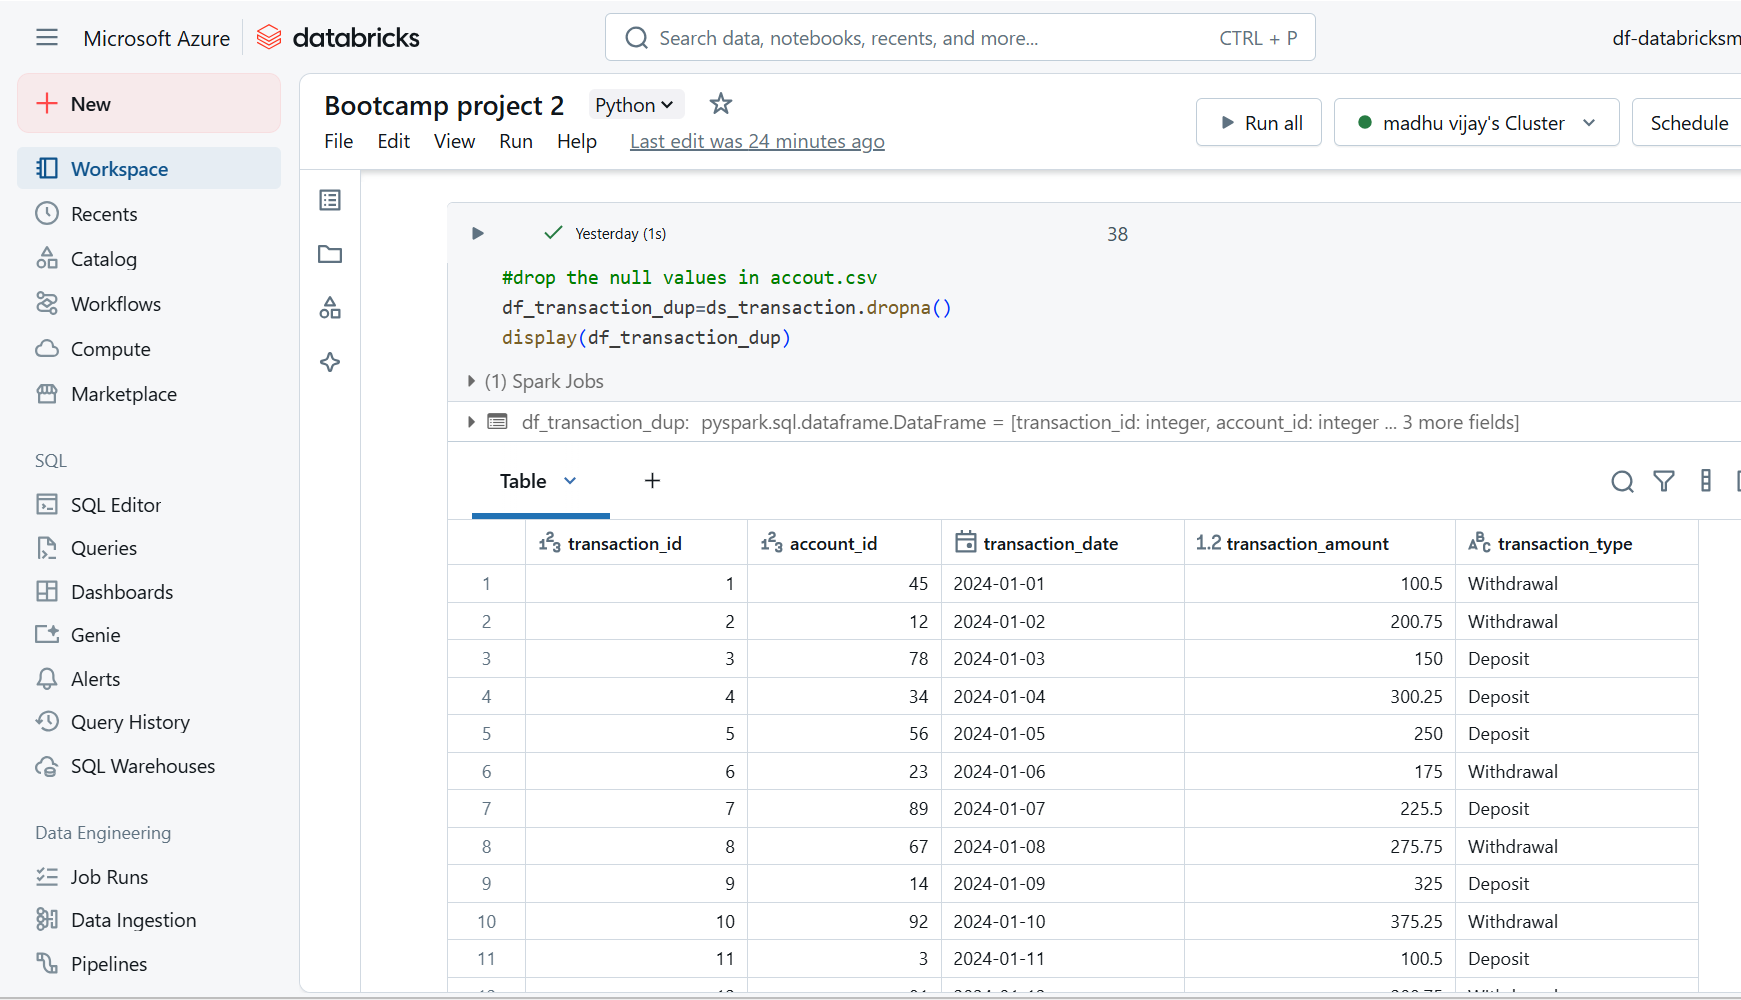 Microsoft Azure databricks
Search data, notebooks, recents, and more... CTRL + P
df-databricksm
New
Workspace
Recents
Catalog
Workflows
Compute
Marketplace
SQL
SQL Editor
Queries
Dashboards
Genie
Alerts
Query History
SQL Warehouses
Data Engineering
Job Runs
Data Ingestion
Pipelines
Bootcamp project 2 Python
File Edit View Run Help Last edit was 24 minutes ago
Run all madhu vijay's Cluster Schedule
Yesterday (1s) 38
#drop the null values in accout.csv
df_transaction_dup=ds_transaction.dropna()
display(df_transaction_dup)
(1) Spark Jobs
df_transaction_dup: pyspark.sql.dataframe.DataFrame = [transaction_id: integer, account_id: integer ... 3 more fields]
Table +
123 transaction_id 123 account_id transaction_date 1.2 transaction_amount ABC transaction_type
1 1 45 2024-01-01 100.5 Withdrawal
2 2 12 2024-01-02 200.75 Withdrawal
3 3 78 2024-01-03 150 Deposit
4 4 34 2024-01-04 300.25 Deposit
5 5 56 2024-01-05 250 Deposit
6 6 23 2024-01-06 175 Withdrawal
7 7 89 2024-01-07 225.5 Deposit
8 8 67 2024-01-08 275.75 Withdrawal
9 9 14 2024-01-09 325 Deposit
10 10 92 2024-01-10 375.25 Withdrawal
11 11 3 2024-01-11 100.5 Deposit